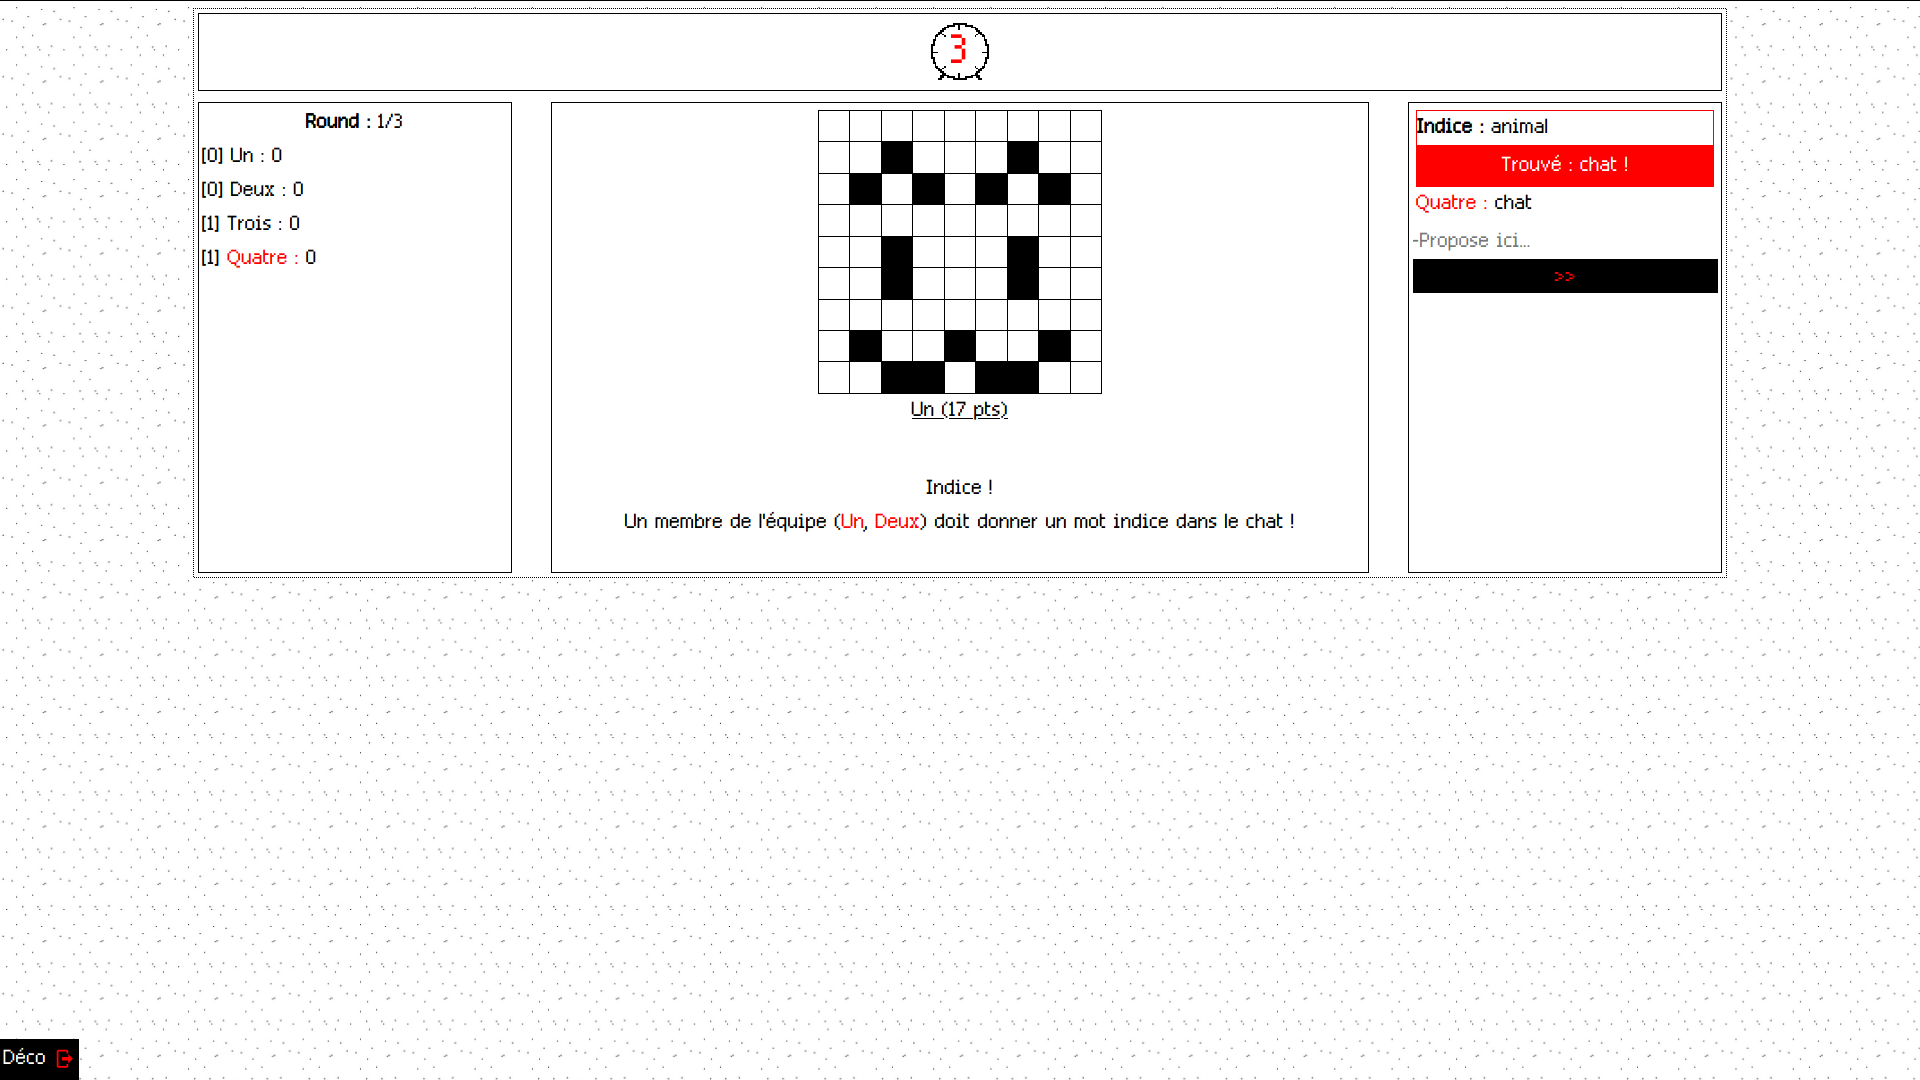 3
Round : 1/3
[0] Un : 0
[0] Deux : 0
[1] Trois : 0
[1] Quatre : 0
Un (17 pts)
Indice !
Un membre de l'équipe (Un, Deux) doit donner un mot indice dans le chat !
Indice : animal
Trouvé : chat !
Quatre : chat
-Propose ici...
>>
Déco